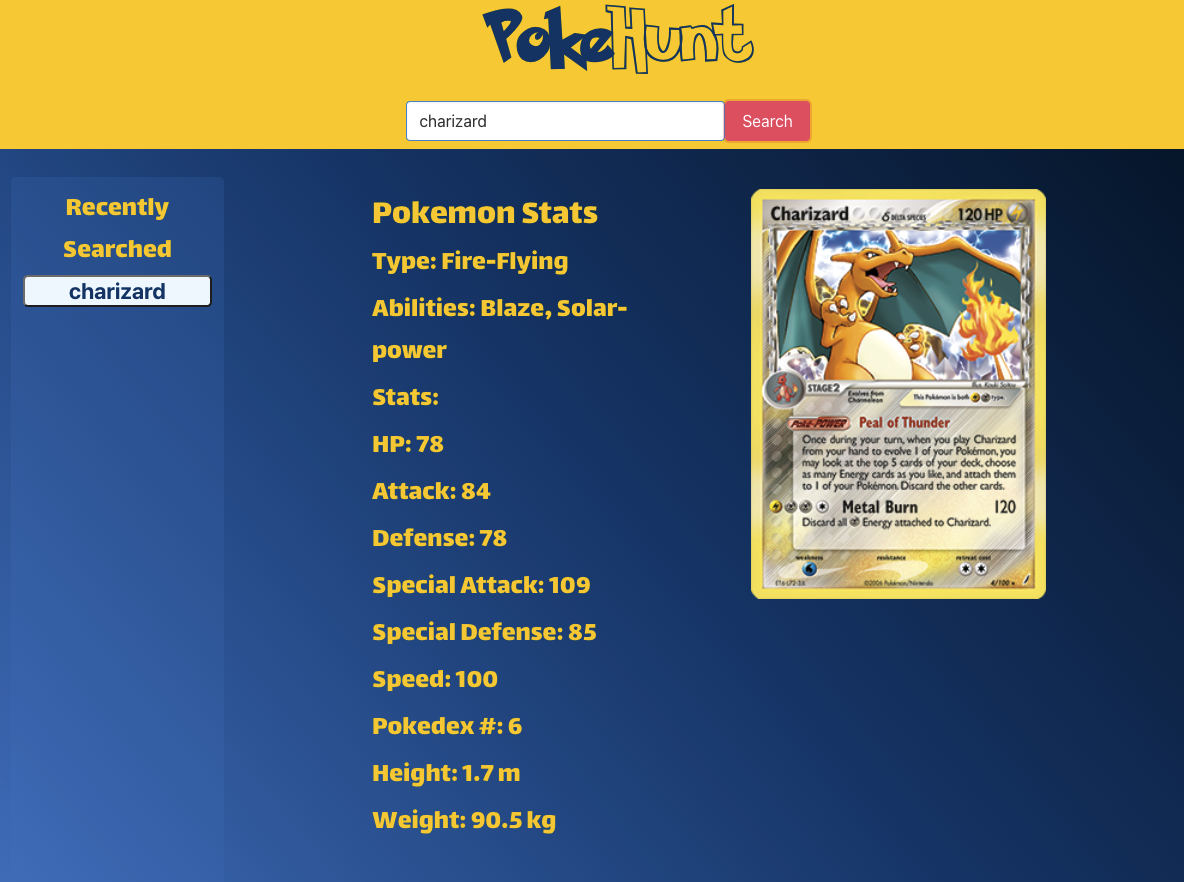 PokeHunt
charizard
Search
Recently
Searched
charizard
Pokemon Stats
Type: Fire-Flying
Abilities: Blaze, Solar-
power
Stats:
HP: 78
Attack: 84
Defense: 78
Special Attack: 109
Special Defense: 85
Speed: 100
Pokedex #: 6
Height: 1.7 m
Weight: 90.5 kg
Charizard δ DELTA SPECIES 120 HP
Illus. Kouki Saitou
STAGE 2
Evolves from
Charmeleon
This Pokémon is both type.
Poké-POWER Peal of Thunder
Once during your turn, when you play Charizard
from your hand to evolve 1 of your Pokémon, you
may look at the top 5 cards of your deck, choose
as many Energy cards as you like, and attach them
to 1 of your Pokémon. Discard the other cards.
Metal Burn 120
Discard all Energy attached to Charizard.
weakness resistance retreat cost
©2006 Pokémon/Nintendo 4/100